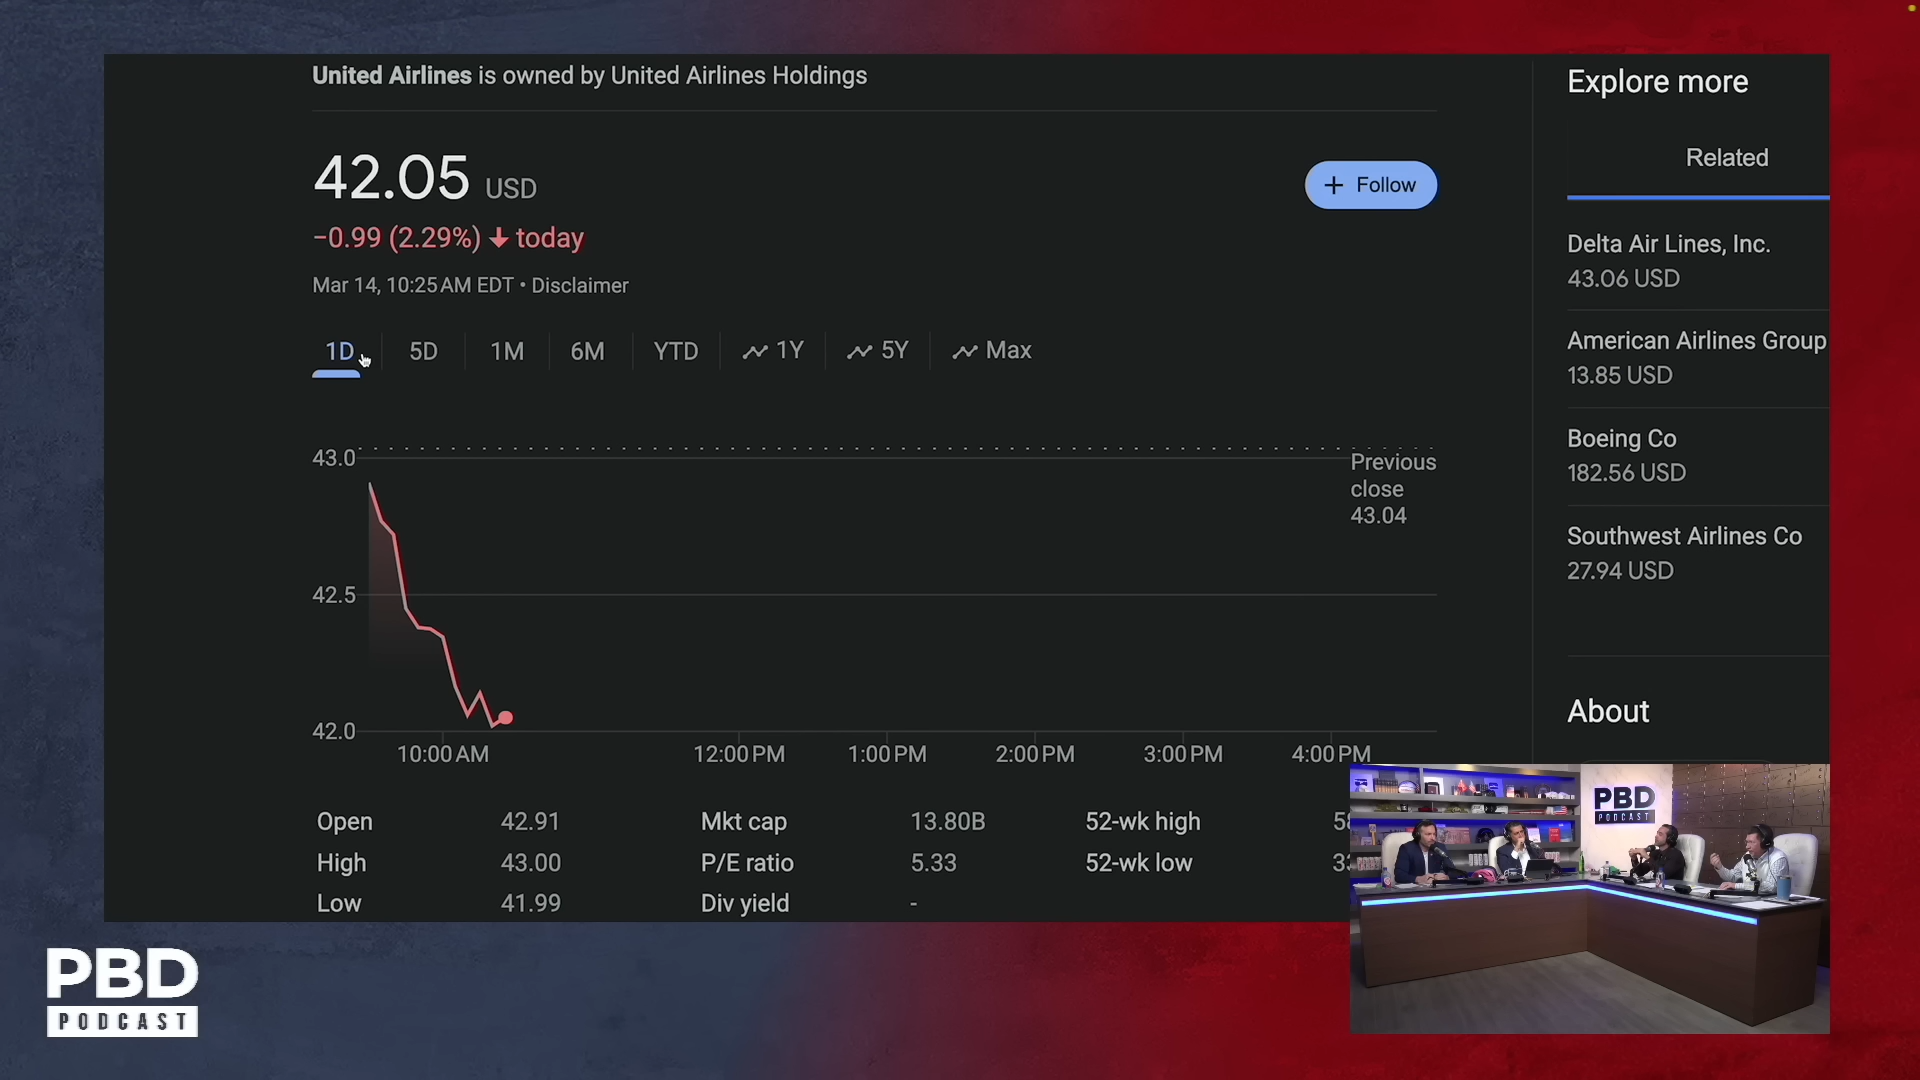 United Airlines is owned by United Airlines Holdings
42.05 USD
+ Follow
−0.99 (2.29%) ↓ today
Mar 14, 10:25 AM EDT • Disclaimer
1D 5D 1M 6M YTD 1Y 5Y Max
43.0
42.5
42.0
Previous
close
43.04
10:00 AM 12:00 PM 1:00 PM 2:00 PM 3:00 PM 4:00 PM
Open 42.91 Mkt cap 13.80B 52-wk high
High 43.00 P/E ratio 5.33 52-wk low
Low 41.99 Div yield -
Explore more
Related
Delta Air Lines, Inc.
43.06 USD
American Airlines Group
13.85 USD
Boeing Co
182.56 USD
Southwest Airlines Co
27.94 USD
About
PBD
PODCAST
PBD
PODCAST